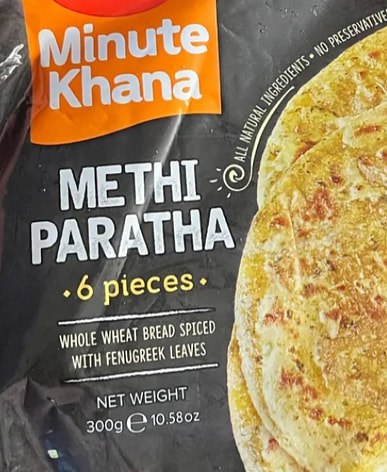 Minute
Khana
ALL NATURAL INGREDIENTS • NO PRESERVATIVES
METHI
PARATHA
• 6 pieces •
WHOLE WHEAT BREAD SPICED
WITH FENUGREEK LEAVES
NET WEIGHT
300g ℮ 10.58oz